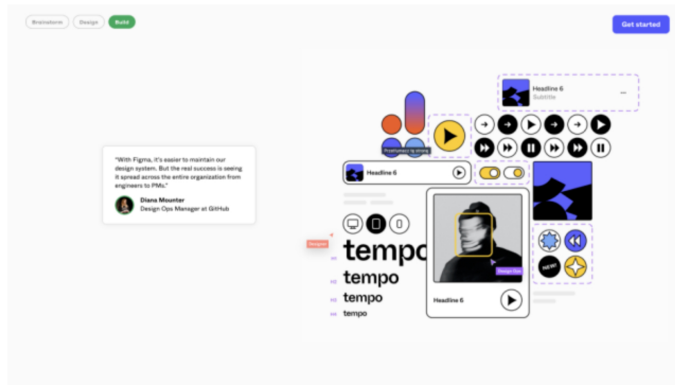 Brainstorm
Design
Build
Get started
"With Figma, it's easier to maintain our
design system. But the real success is seeing
it spread across the entire organization from
engineers to PMs."
Diana Mounter
Design Ops Manager at GitHub
Headline 6
Subtitle
Headline 6
tempo
tempo
tempo
tempo
NEW!
Design Ops
Headline 6